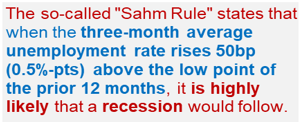 The so-called "Sahm Rule" states that
when the three-month average
unemployment rate rises 50bp
(0.5%-pts) above the low point of
the prior 12 months, it is highly
likely that a recession would follow.